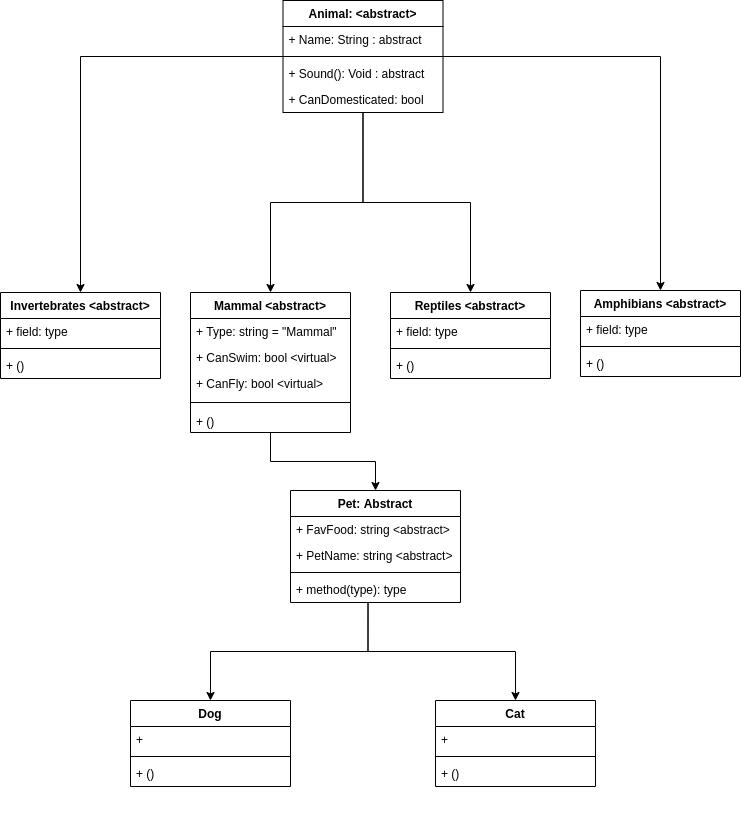 Animal: <abstract>
+ Name: String : abstract
+ Sound(): Void : abstract
+ CanDomesticated: bool
Invertebrates <abstract>
+ field: type
+ ()
Mammal <abstract>
+ Type: string = "Mammal"
+ CanSwim: bool <virtual>
+ CanFly: bool <virtual>
+ ()
Reptiles <abstract>
+ field: type
+ ()
Amphibians <abstract>
+ field: type
+ ()
Pet: Abstract
+ FavFood: string <abstract>
+ PetName: string <abstract>
+ method(type): type
Dog
+
+ ()
Cat
+
+ ()